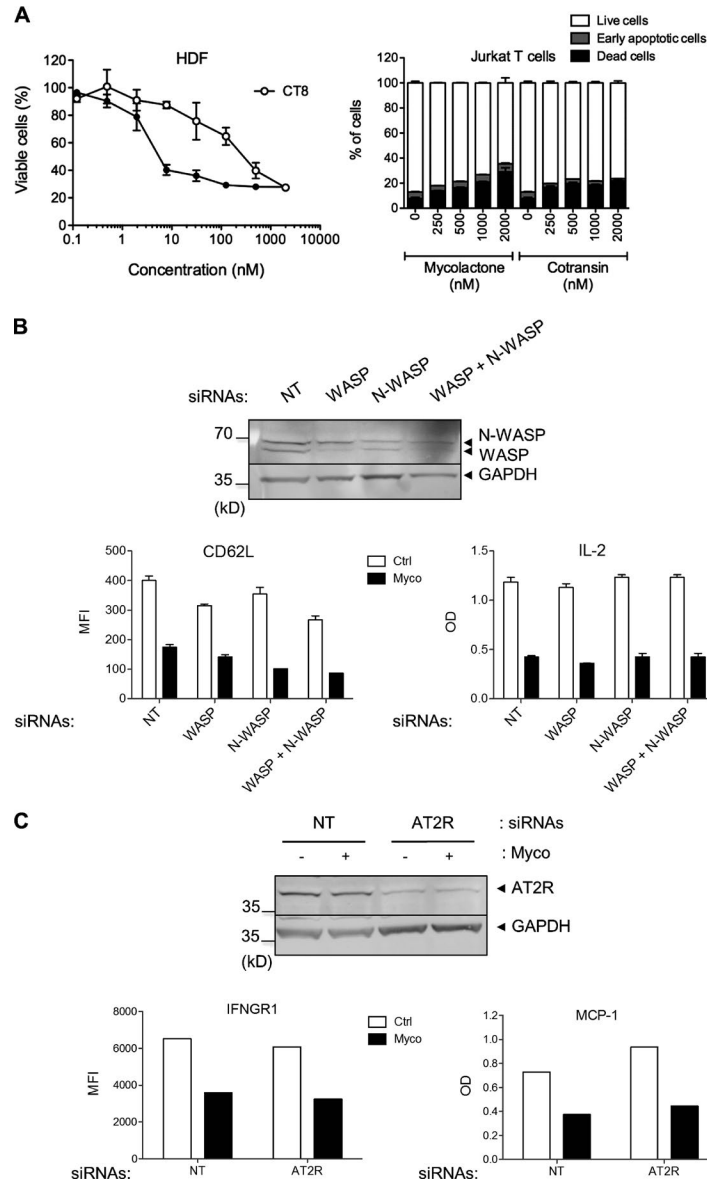 A
HDF
CT8
Viable cells (%)
120
100
80
60
40
20
0
0.1
1
10
100
1000
10000
Concentration (nM)
Live cells
Early apoptotic cells
Dead cells
Jurkat T cells
% of cells
120
100
80
60
40
20
0
0
250
500
1000
2000
0
250
500
1000
2000
Mycolactone
(nM)
Cotransin
(nM)
B
siRNAs:
NT
WASP
N-WASP
WASP + N-WASP
70
35
(kD)
N-WASP
WASP
GAPDH
CD62L
MFI
500
400
300
200
100
0
siRNAs:
NT
WASP
N-WASP
WASP + N-WASP
Ctrl
Myco
IL-2
OD
1.5
1.2
0.9
0.6
0.3
0.0
siRNAs:
NT
WASP
N-WASP
WASP + N-WASP
C
NT
AT2R
: siRNAs
-
+
-
+
: Myco
35
35
(kD)
AT2R
GAPDH
IFNGR1
MFI
8000
6000
4000
2000
0
siRNAs:
NT
AT2R
Ctrl
Myco
MCP-1
OD
1.2
1.0
0.8
0.6
0.4
0.2
0.0
siRNAs:
NT
AT2R